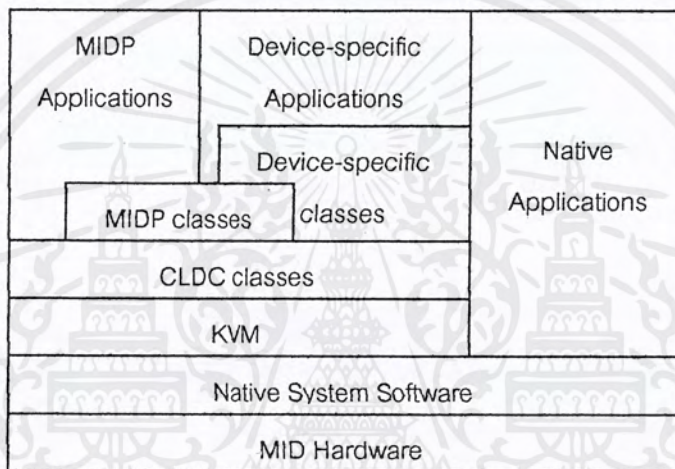 MIDP
Applications
Device-specific
Applications
Device-specific
classes
Native
Applications
MIDP classes
CLDC classes
KVM
Native System Software
MID Hardware